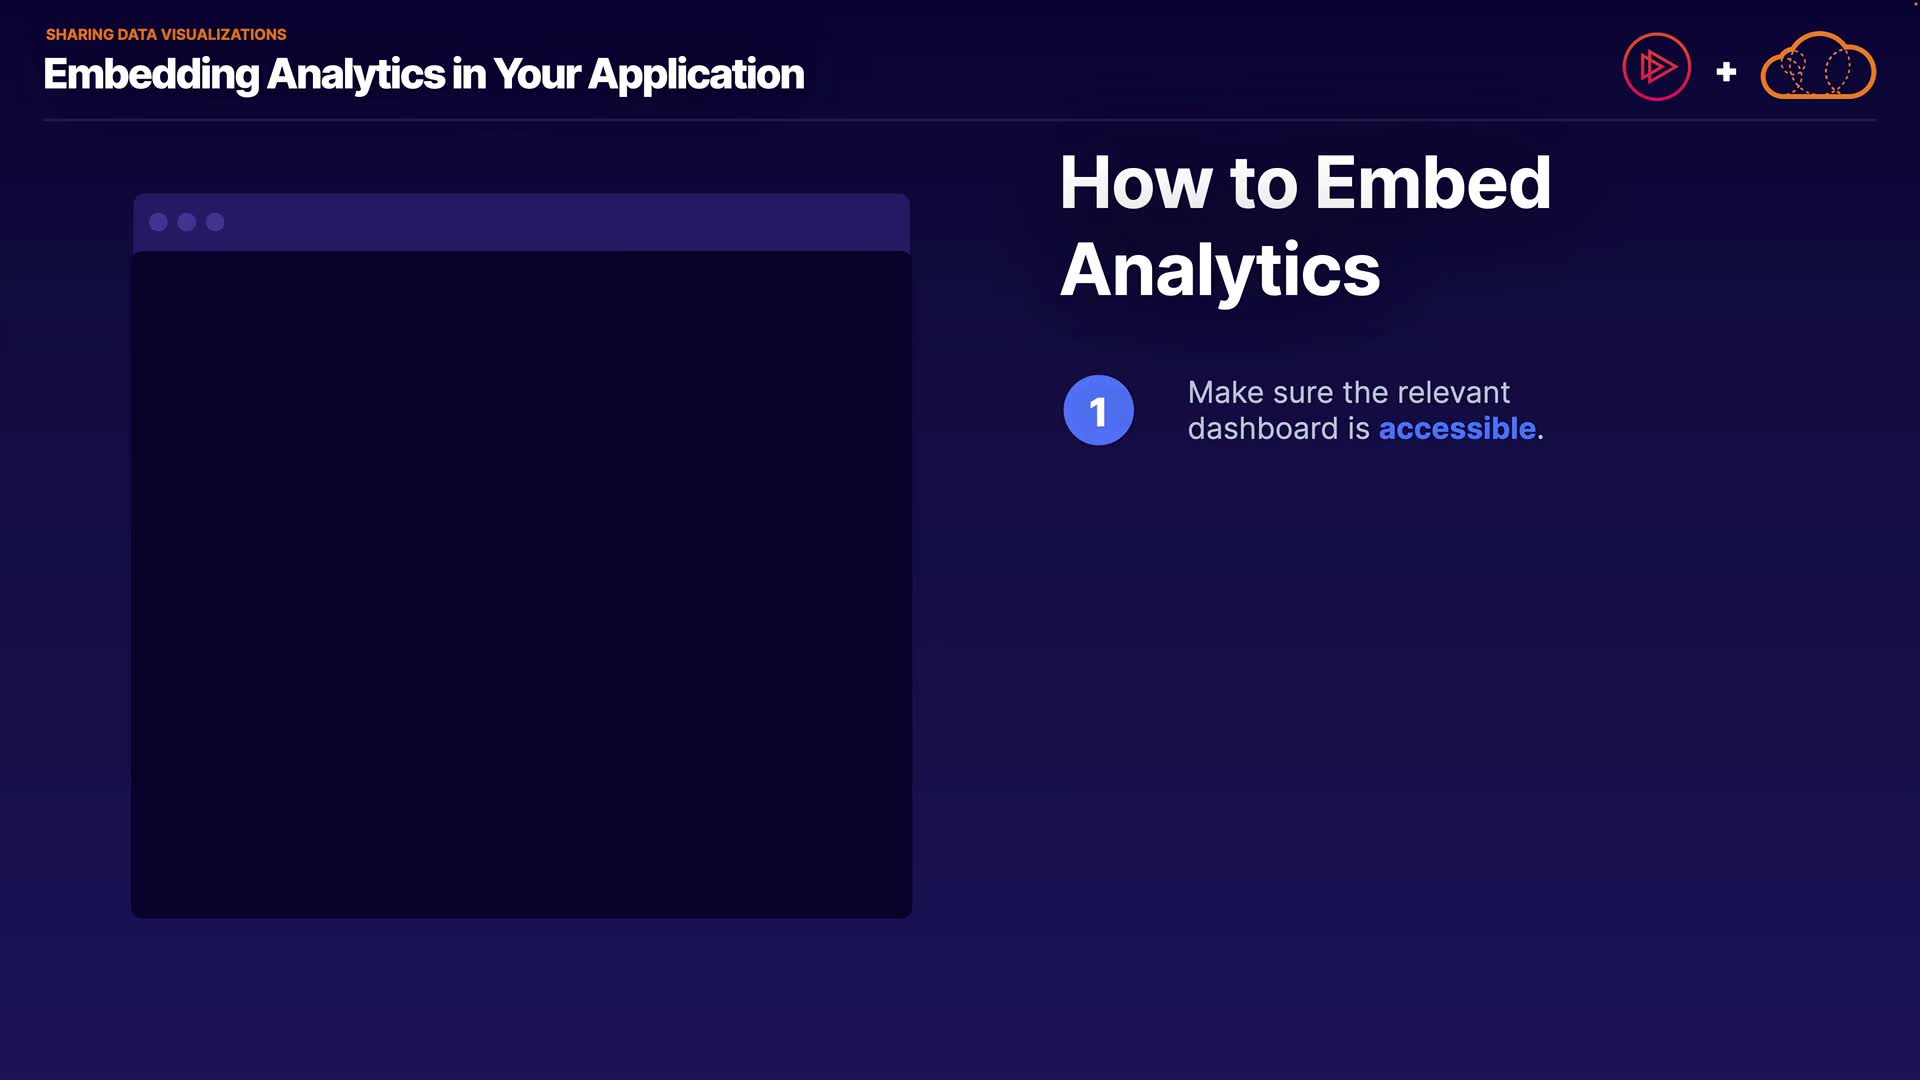 SHARING DATA VISUALIZATIONS
Embedding Analytics in Your Application
+
How to Embed
Analytics
1
Make sure the relevant
dashboard is accessible.